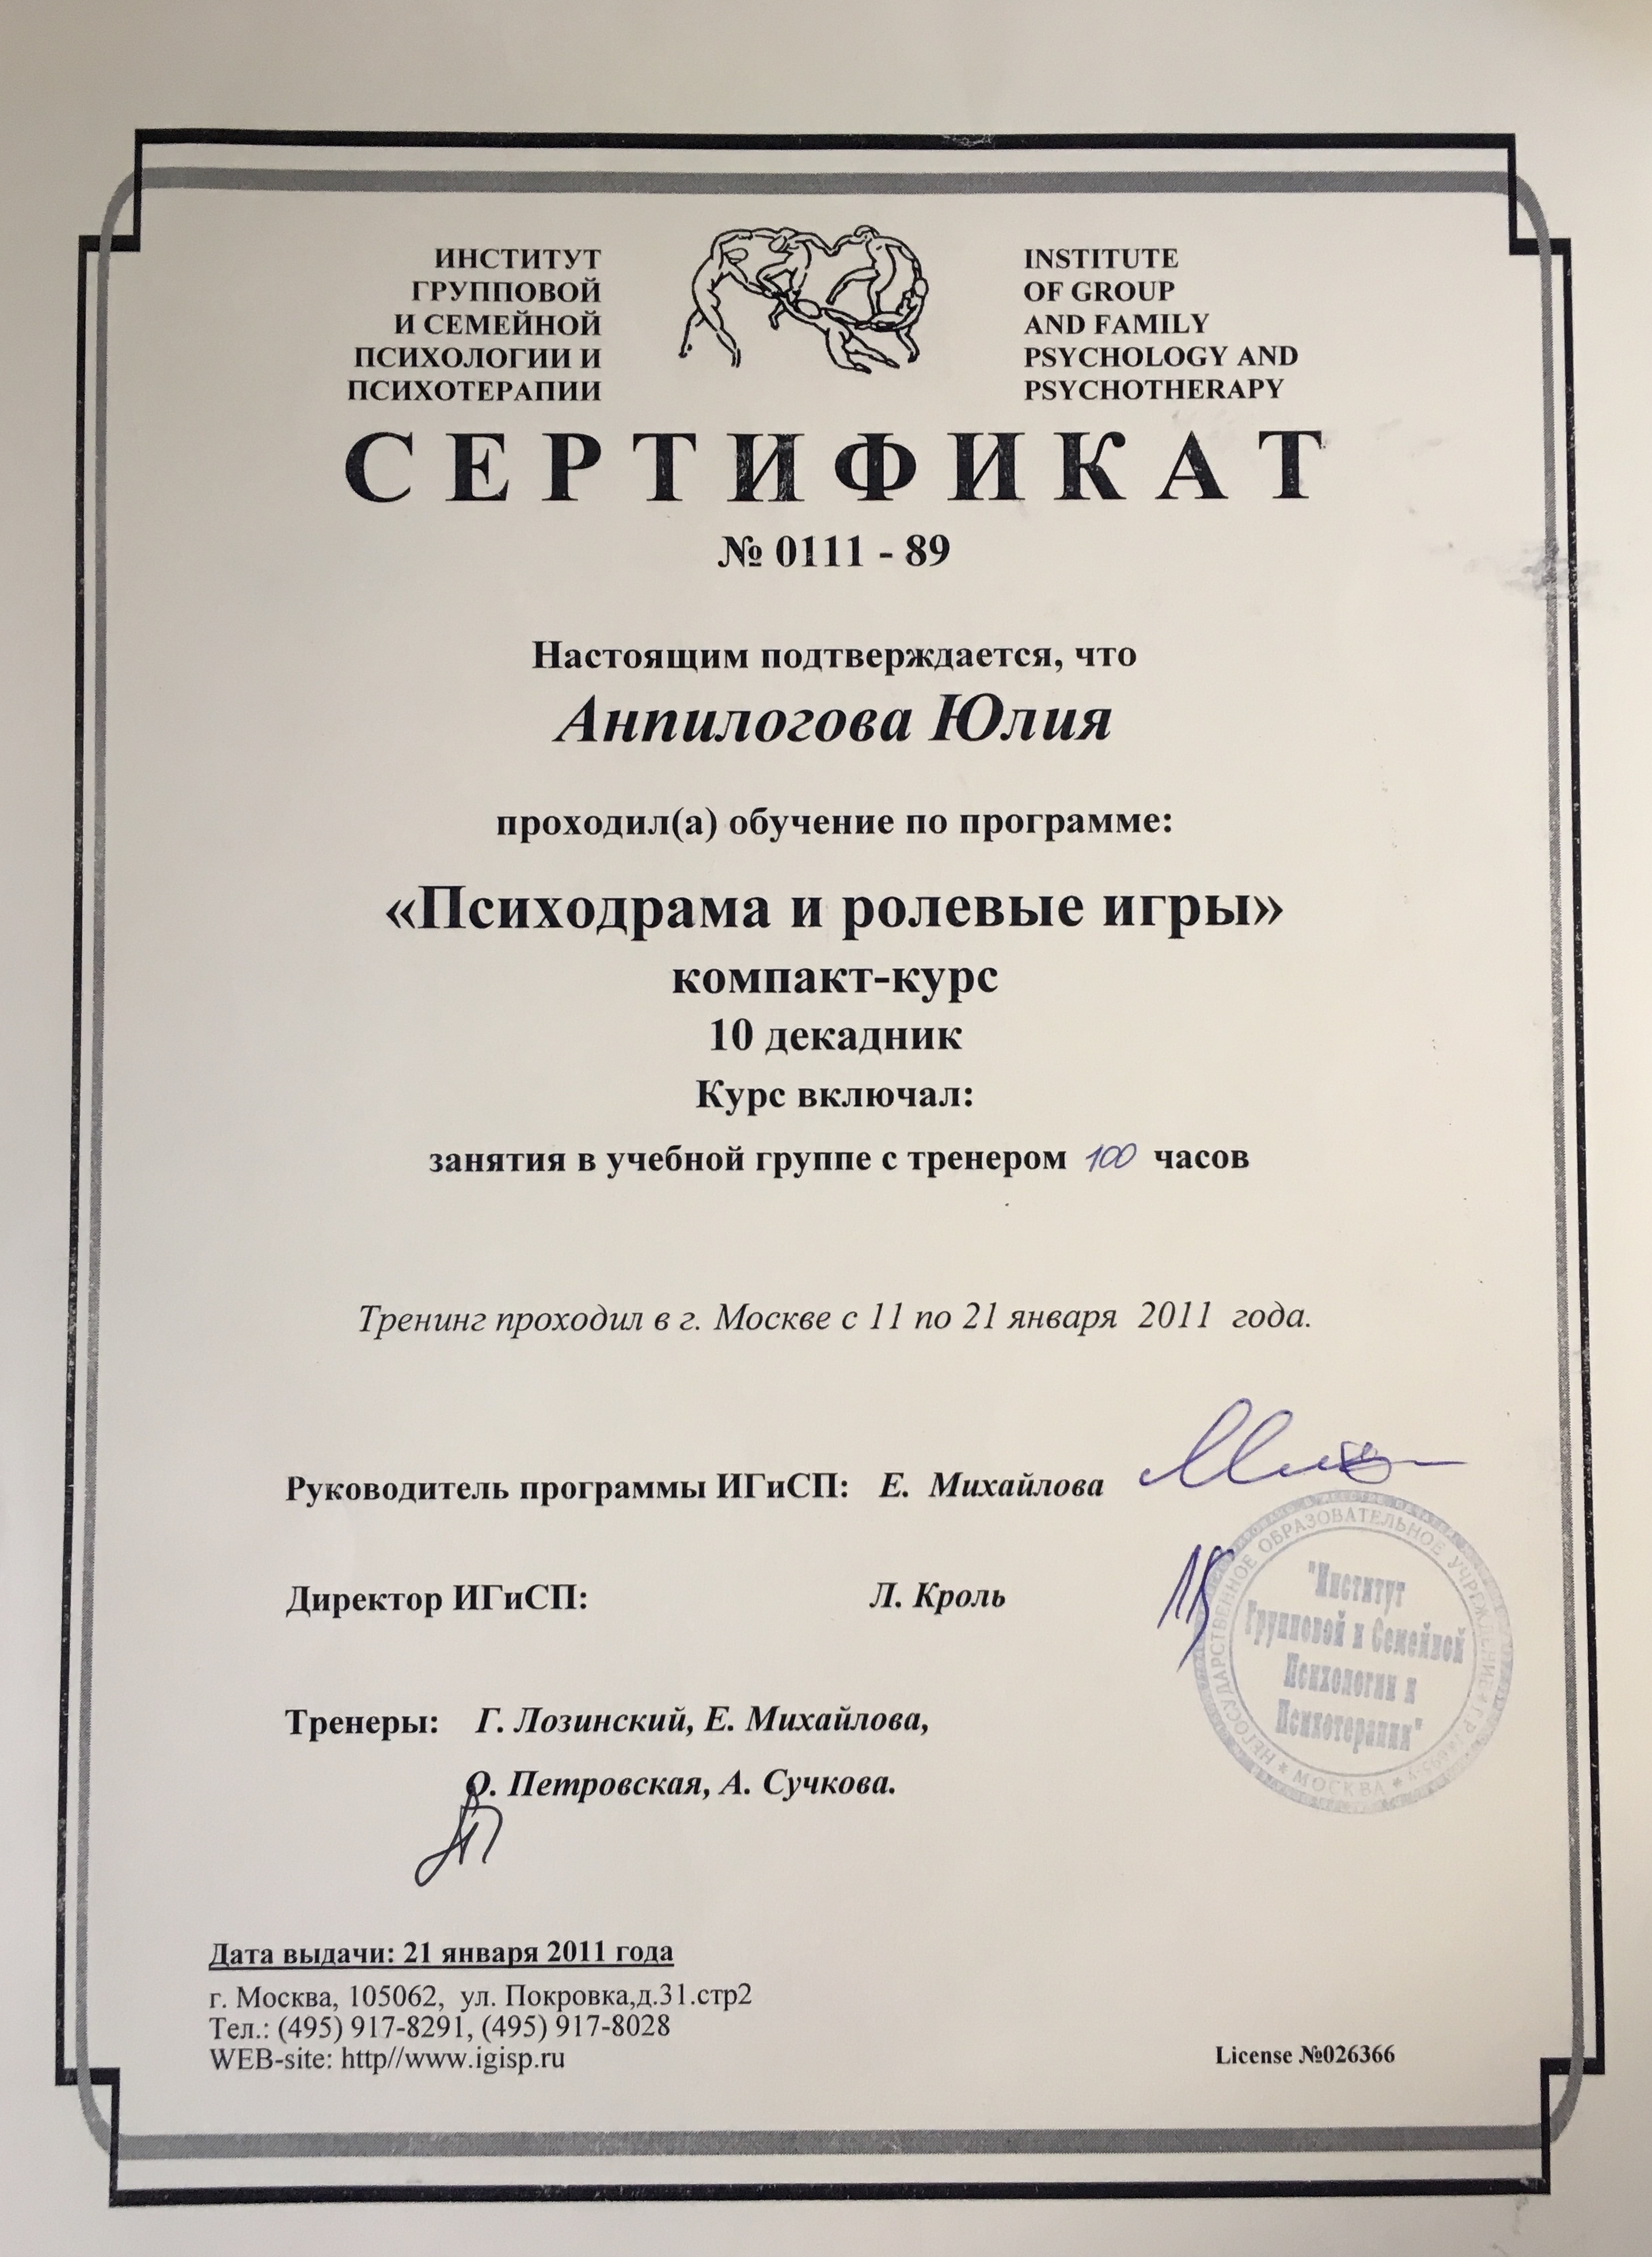 ИНСТИТУТ
ГРУППОВОЙ
И СЕМЕЙНОЙ
ПСИХОЛОГИИ И
ПСИХОТЕРАПИИ
INSTITUTE
OF GROUP
AND FAMILY
PSYCHOLOGY AND
PSYCHOTHERAPY
СЕРТИФИКАТ
№ 0111 - 89
Настоящим подтверждается, что
Анпилогова Юлия
проходил(а) обучение по программе:
«Психодрама и ролевые игры»
компакт-курс
10 декадник
Курс включал:
занятия в учебной группе с тренером 100 часов
Тренинг проходил в г. Москве с 11 по 21 января 2011 года.
Руководитель программы ИГиСП: Е. Михайлова
Директор ИГиСП: Л. Кроль
НЕГОСУДАРСТВЕННОЕ ОБРАЗОВАТЕЛЬНОЕ УЧРЕЖДЕНИЕ
* МОСКВА *
"Институт
Групповой и Семейной
Психологии и
Психотерапии"
Тренеры: Г. Лозинский, Е. Михайлова,
О. Петровская, А. Сучкова.
Дата выдачи: 21 января 2011 года
г. Москва, 105062, ул. Покровка,д.31.стр2
Тел.: (495) 917-8291, (495) 917-8028
WEB-site: http//www.igisp.ru
License №026366